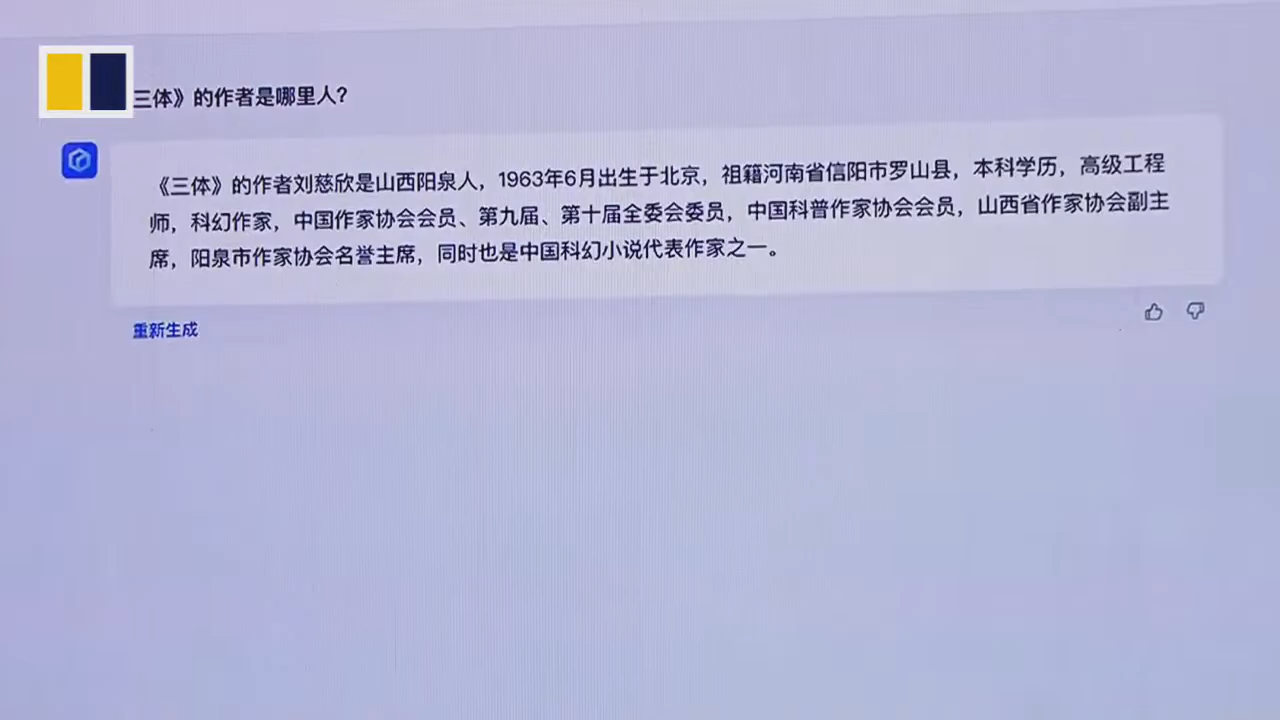 三体》的作者是哪里人?
《三体》的作者刘慈欣是山西阳泉人，1963年6月出生于北京，祖籍河南省信阳市罗山县，本科学历，高级工程
师，科幻作家，中国作家协会会员、第九届、第十届全委会委员，中国科普作家协会会员，山西省作家协会副主
席，阳泉市作家协会名誉主席，同时也是中国科幻小说代表作家之一。
重新生成